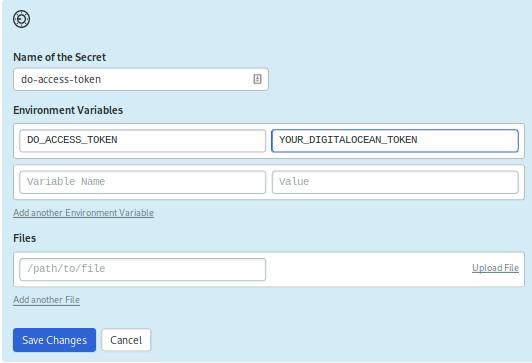 Name of the Secret
do-access-token
Environment Variables
DO_ACCESS_TOKEN YOUR_DIGITALOCEAN_TOKEN
Variable Name Value
Add another Environment Variable
Files
/path/to/file Upload File
Add another File
Save Changes Cancel